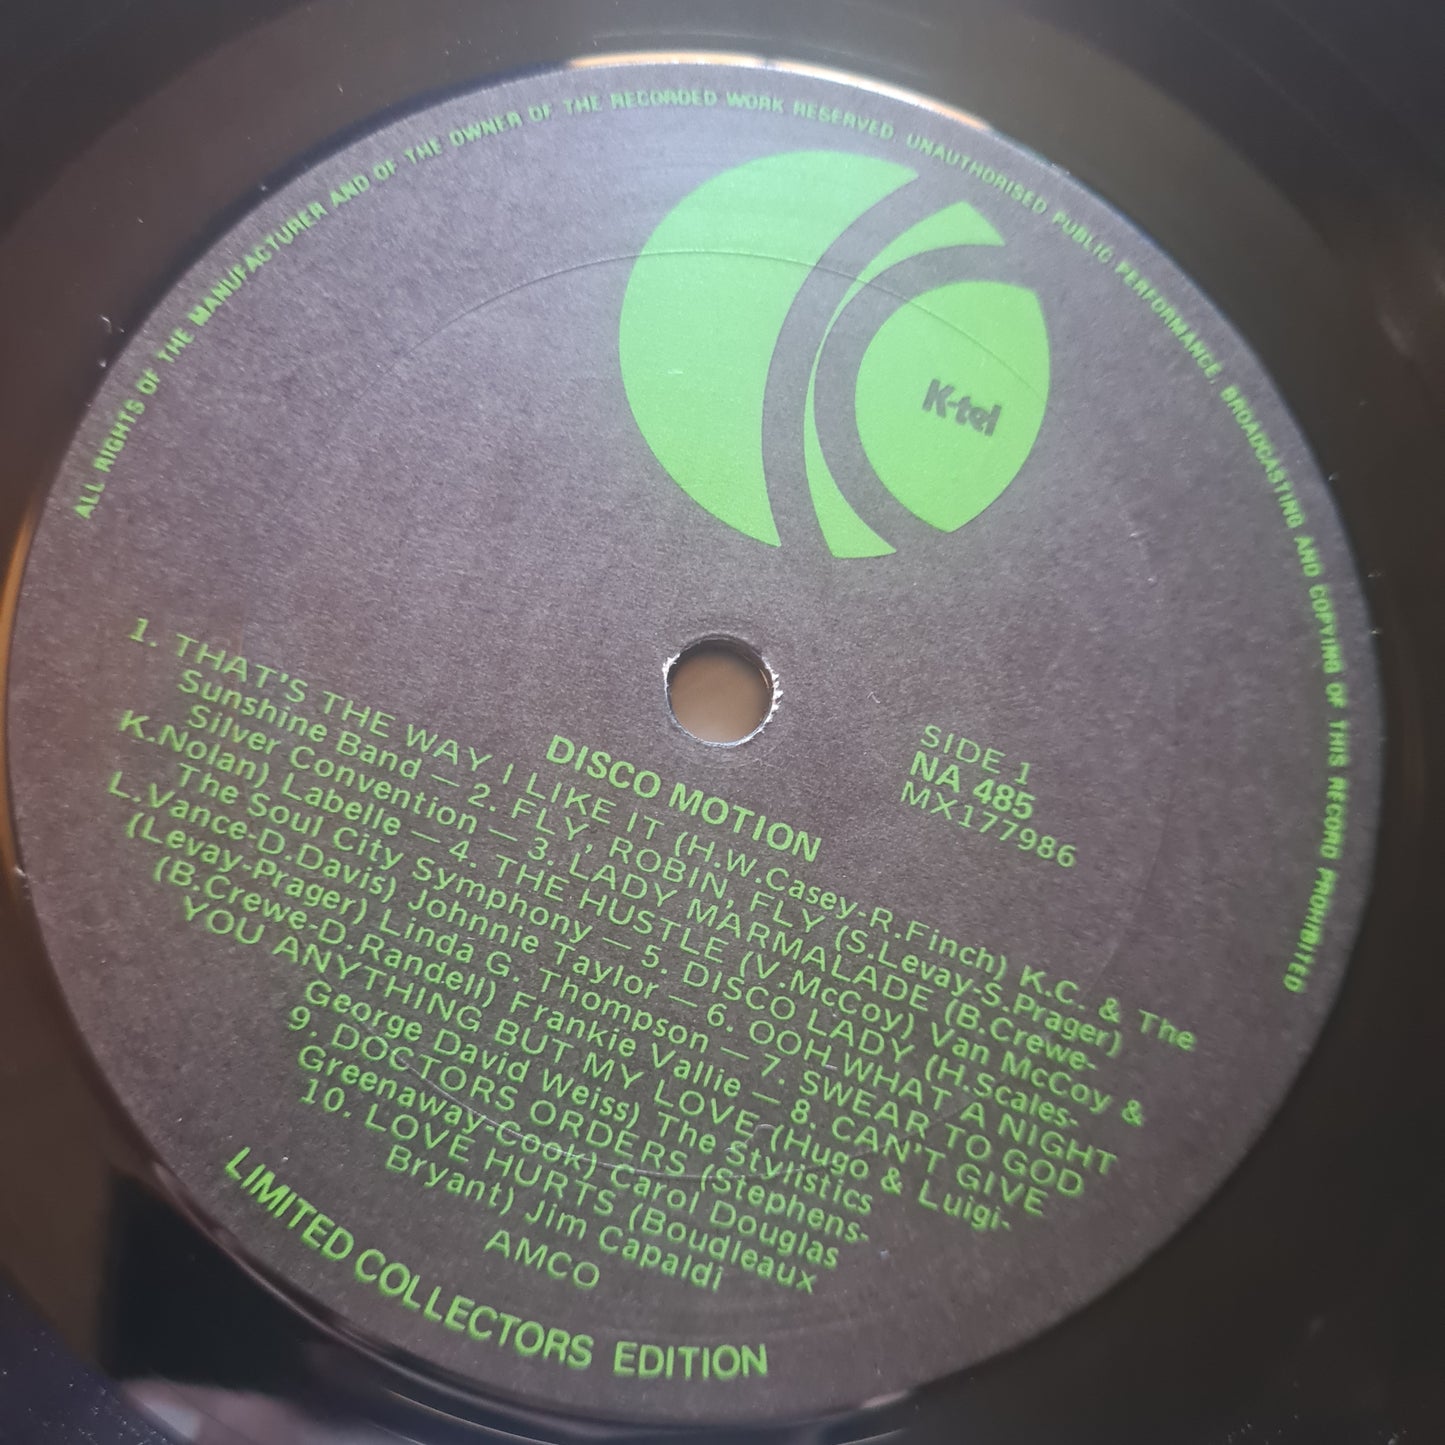 ALL RIGHTS OF THE MANUFACTURER AND OF THE OWNER OF THE RECORDED WORK RESERVED. UNAUTHORISED PUBLIC PERFORMANCE, BROADCASTING AND COPYING OF THIS RECORD PROHIBITED
K-tel
SIDE 1
NA 485
MX177986
DISCO MOTION
1. THAT'S THE WAY I LIKE IT (H.W.Casey-R.Finch) K.C. & The
Sunshine Band — 2. FLY, ROBIN, FLY (S.Levay-S.Prager)
Silver Convention — 3. LADY MARMALADE (B.Crewe-
K.Nolan) Labelle — 4. THE HUSTLE (V.McCoy) Van McCoy &
The Soul City Symphony — 5. DISCO LADY (H.Scales-
L.Vance-D.Davis) Johnnie Taylor — 6. OOH WHAT A NIGHT
(Levay-Prager) Linda G. Thompson — 7. SWEAR TO GOD
(B.Crewe-D.Randell) Frankie Vallie — 8. CAN'T GIVE
YOU ANYTHING BUT MY LOVE (Hugo & Luigi-
George David Weiss) The Stylistics
9. DOCTORS ORDERS (Stephens-
Greenaway-Cook) Carol Douglas
10. LOVE HURTS (Boudleaux
Bryant) Jim Capaldi
AMCO
LIMITED COLLECTORS EDITION